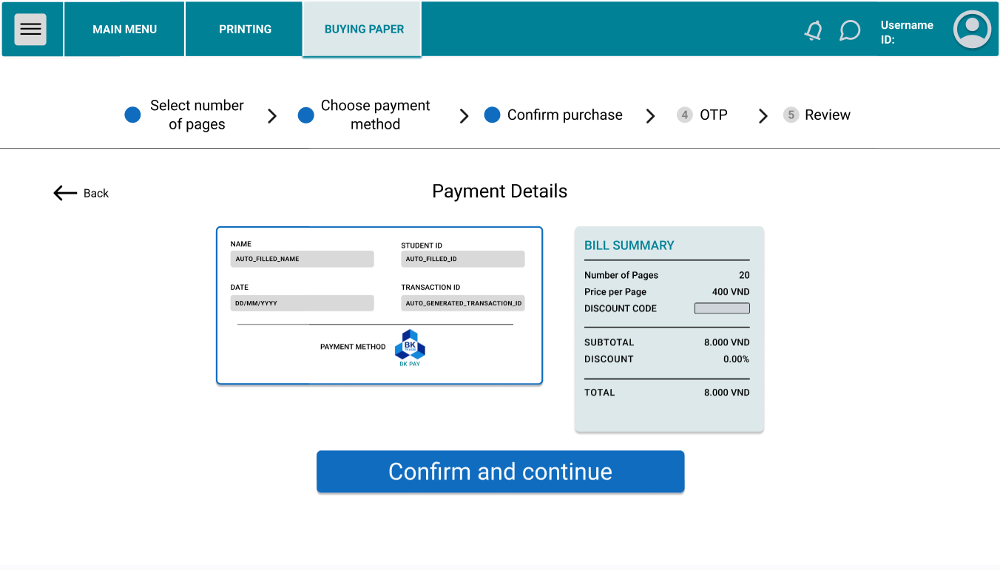 MAIN MENU
PRINTING
BUYING PAPER
Username
ID:
Select number
of pages
Choose payment
method
Confirm purchase
4 OTP
5 Review
Back
Payment Details
NAME
AUTO_FILLED_NAME
STUDENT ID
AUTO_FILLED_ID
DATE
DD/MM/YYYY
TRANSACTION ID
AUTO_GENERATED_TRANSACTION_ID
PAYMENT METHOD
BK
BK PAY
BILL SUMMARY
Number of Pages 20
Price per Page 400 VND
DISCOUNT CODE
SUBTOTAL 8.000 VND
DISCOUNT 0.00%
TOTAL 8.000 VND
Confirm and continue